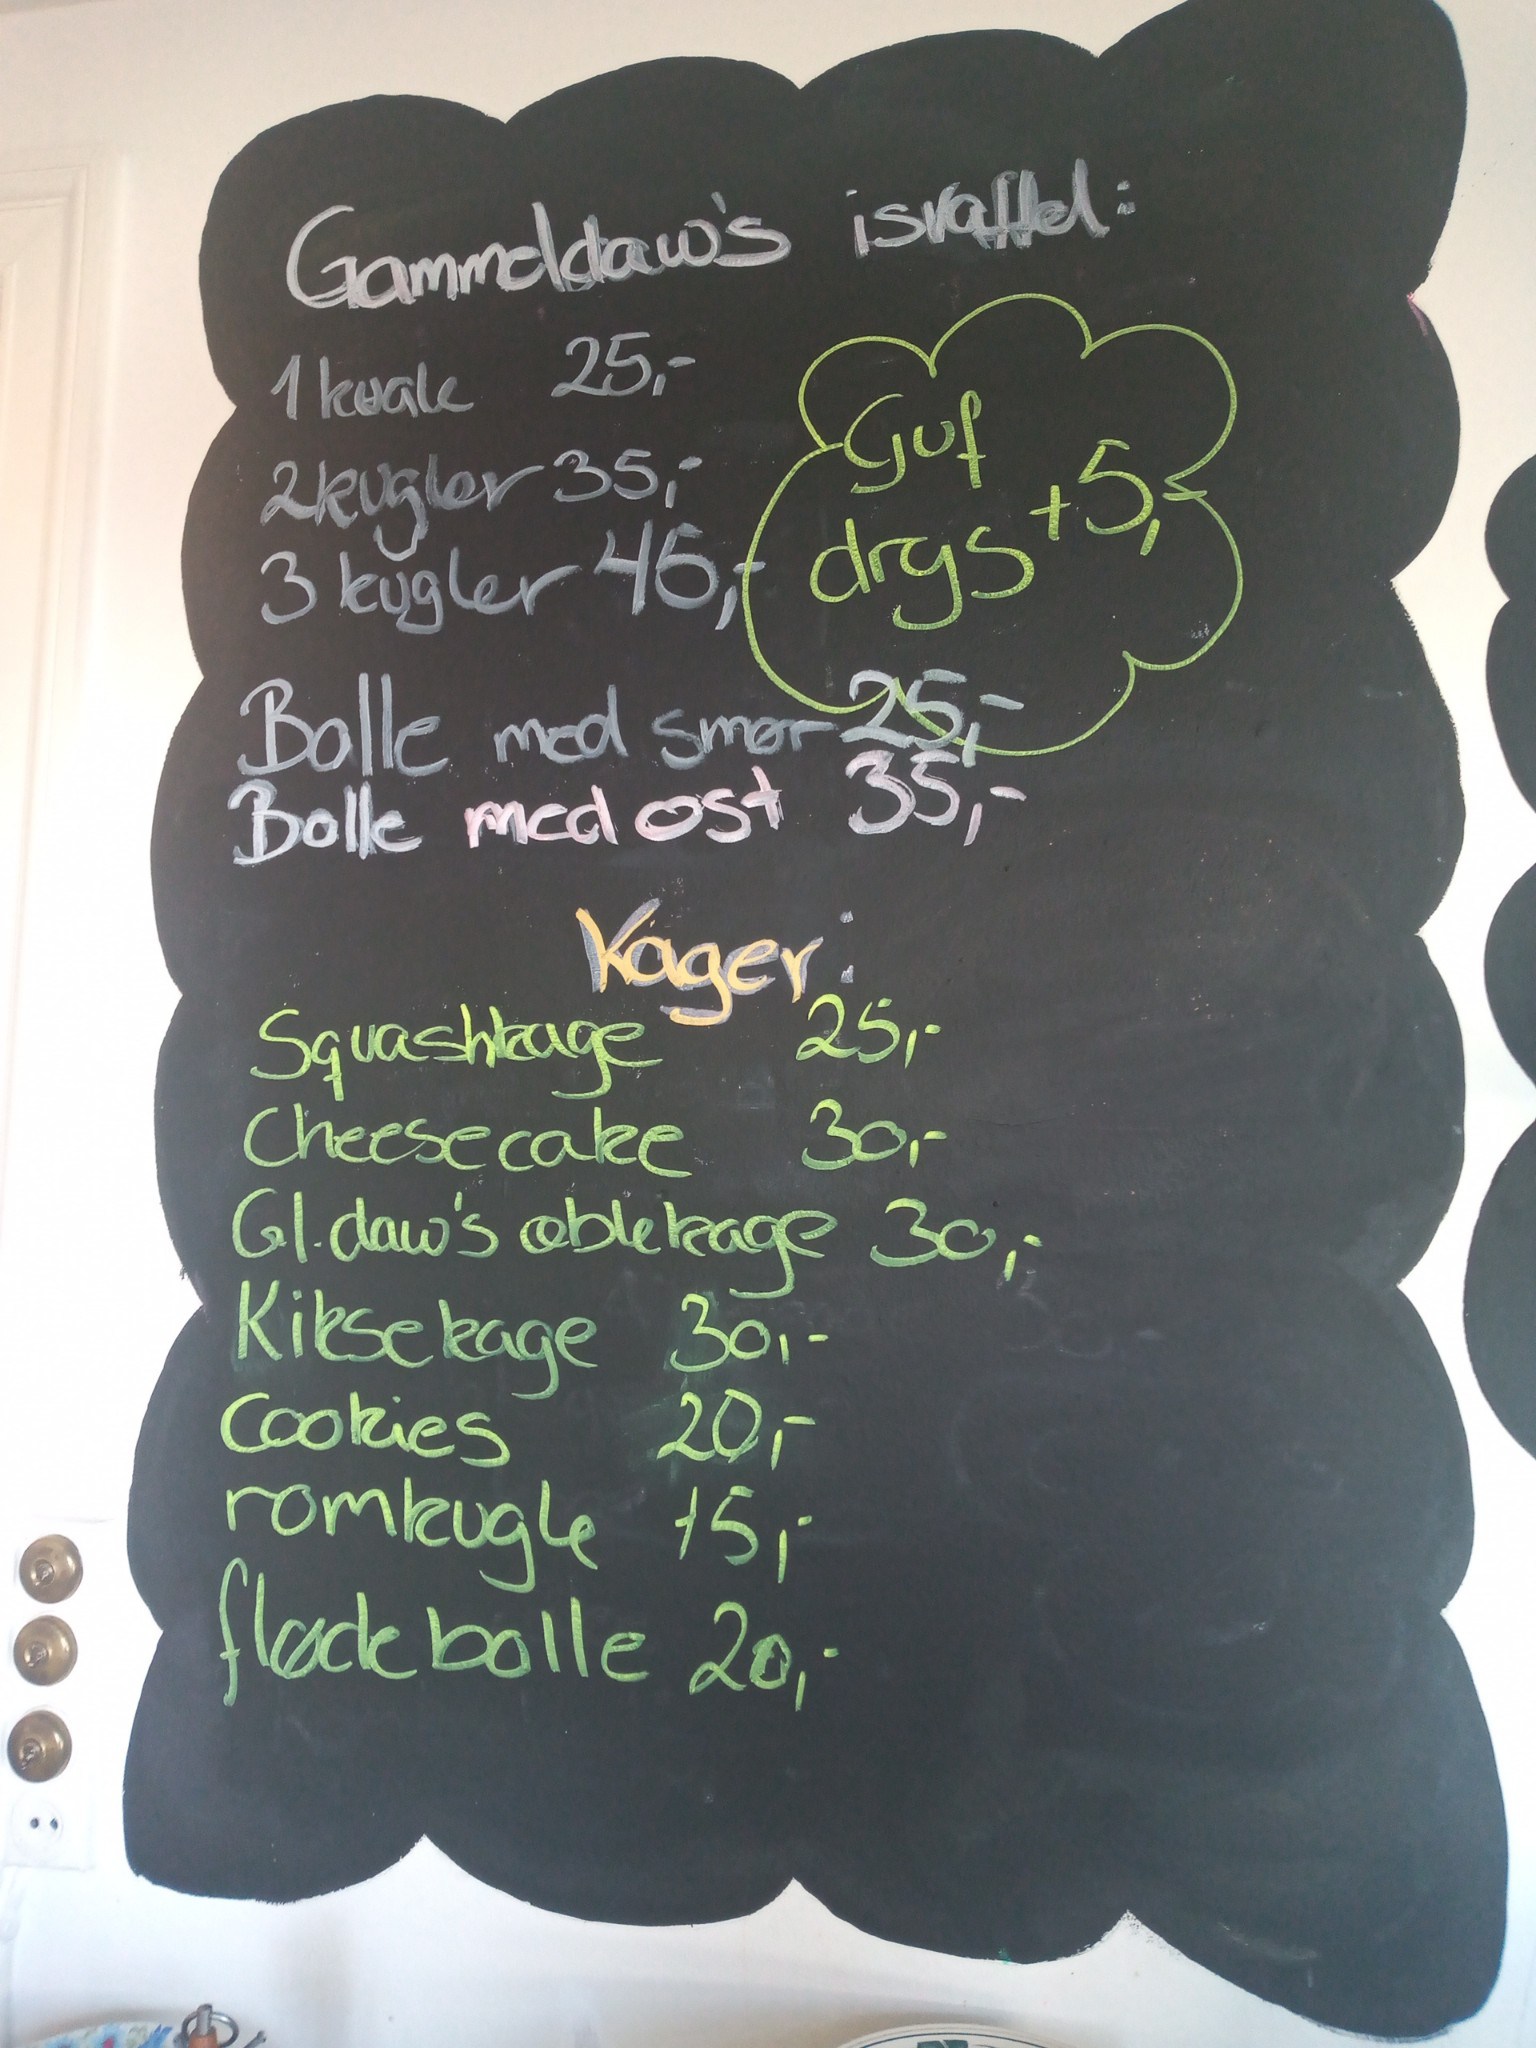 Gammeldaw's isvaffel:
1 kugle 25,-
2 kugler 35,-
3 kugler 45,-
Guf
drys +5,-
Bolle med smør 25,-
Bolle med ost 35,-
Kager:
Squashkage 25,-
Cheesecake 30,-
Gl.daw's æblekage 30,-
Kiksekage 30,-
cookies 20,-
romkugle 15,-
flødebolle 20,-